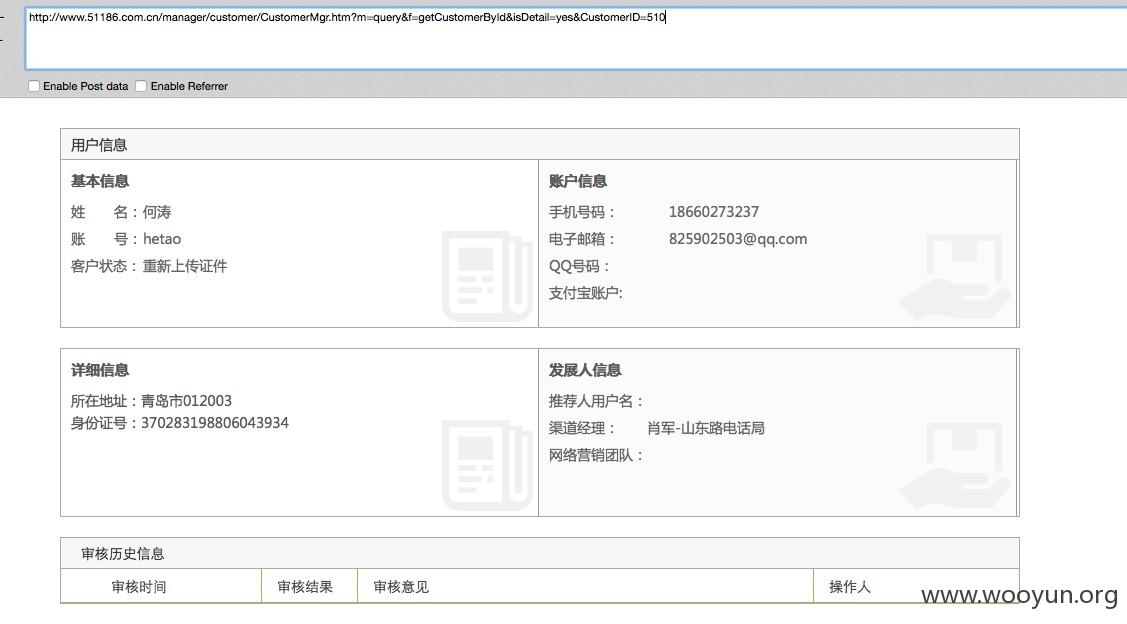 http://www.51186.com.cn/manager/customer/CustomerMgr.htm?m=query&f=getCustomerById&isDetail=yes&CustomerID=510
Enable Post data Enable Referrer
用户信息
基本信息
姓 名：何涛
账 号：hetao
客户状态：重新上传证件
账户信息
手机号码： 18660273237
电子邮箱： 825902503@qq.com
QQ号码：
支付宝账户:
详细信息
所在地址：青岛市012003
身份证号：370283198806043934
发展人信息
推荐人用户名：
渠道经理： 肖军-山东路电话局
网络营销团队：
审核历史信息
审核时间 审核结果 审核意见 操作人
www.wooyun.org